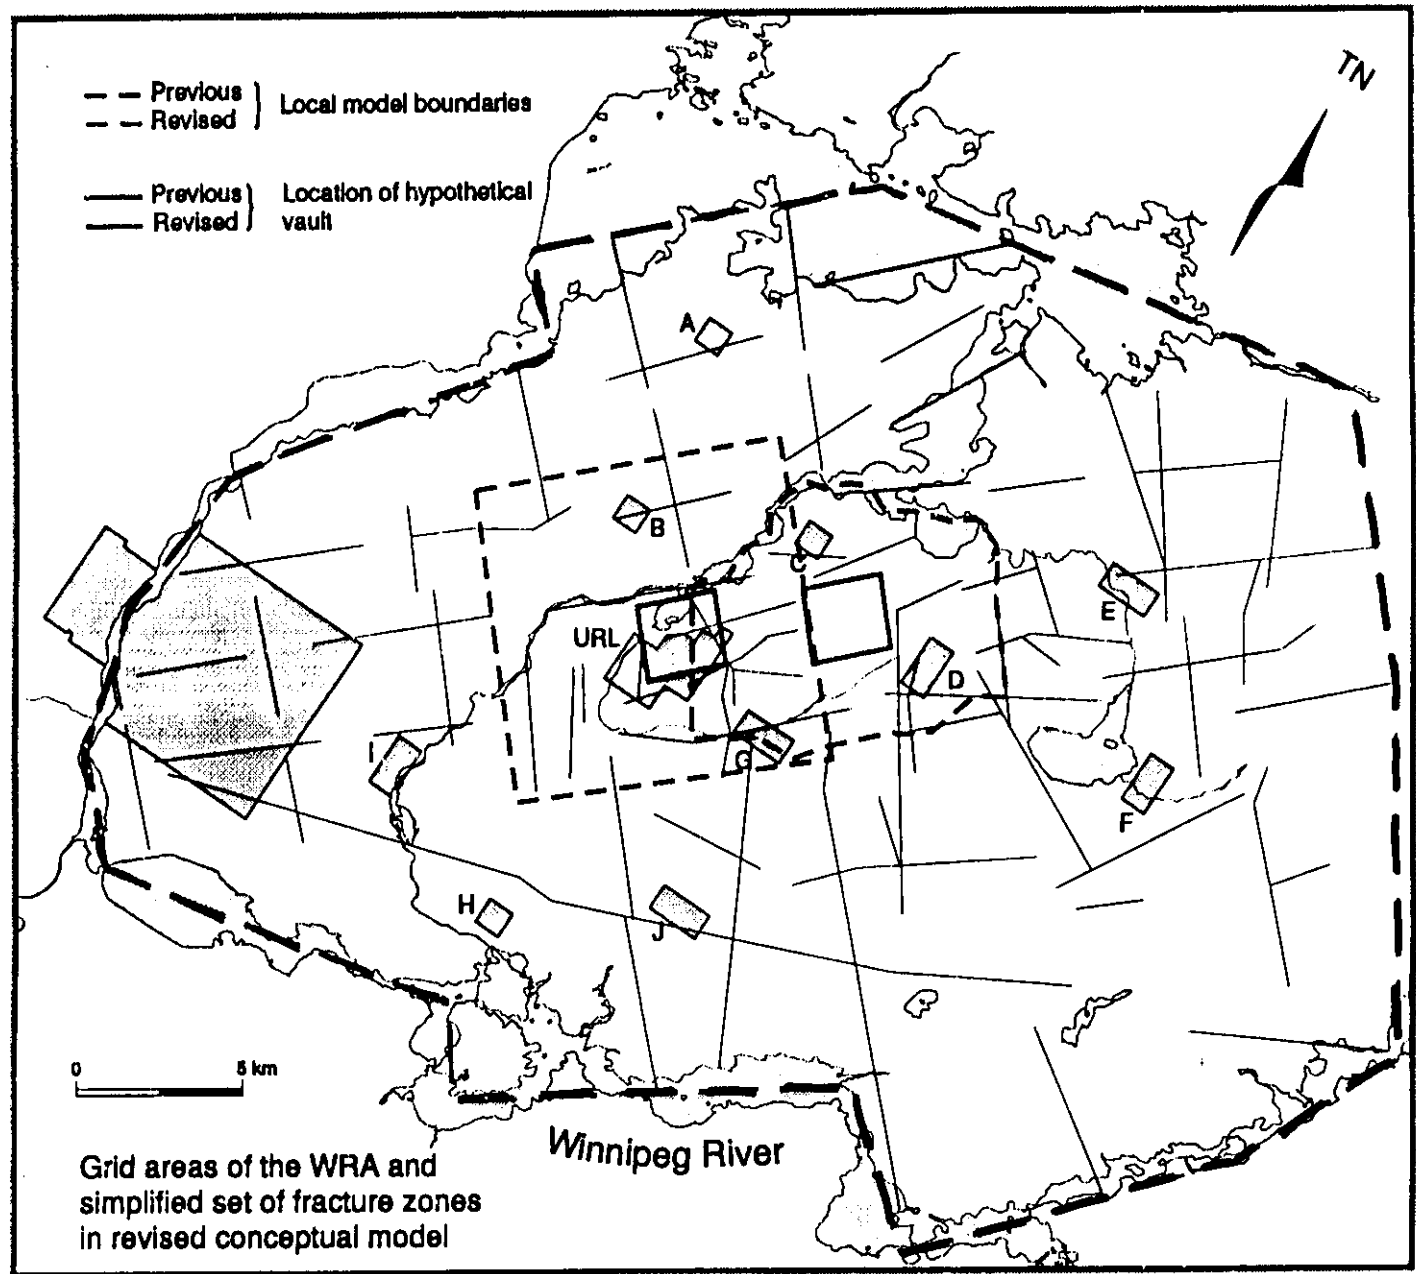 TN
Previous
Revised
Local model boundaries
Previous
Revised
Location of hypothetical
vault
A
B
C
URL
E
D
G
I
F
H
J
0 5 km
Winnipeg River
Grid areas of the WRA and
simplified set of fracture zones
in revised conceptual model